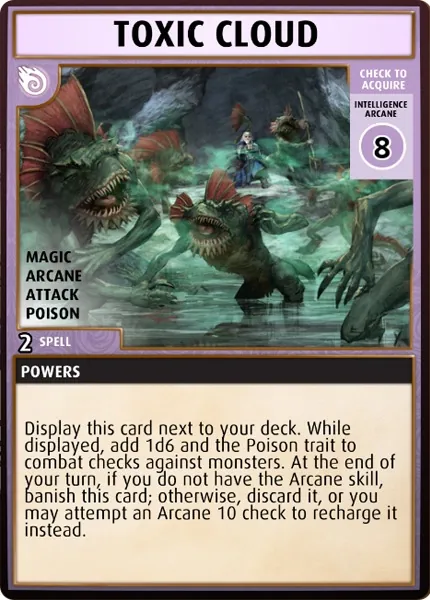 TOXIC CLOUD
CHECK TO
ACQUIRE
INTELLIGENCE
ARCANE
8
MAGIC
ARCANE
ATTACK
POISON
2 SPELL
POWERS
Display this card next to your deck. While
displayed, add 1d6 and the Poison trait to
combat checks against monsters. At the end of
your turn, if you do not have the Arcane skill,
banish this card; otherwise, discard it, or you
may attempt an Arcane 10 check to recharge it
instead.